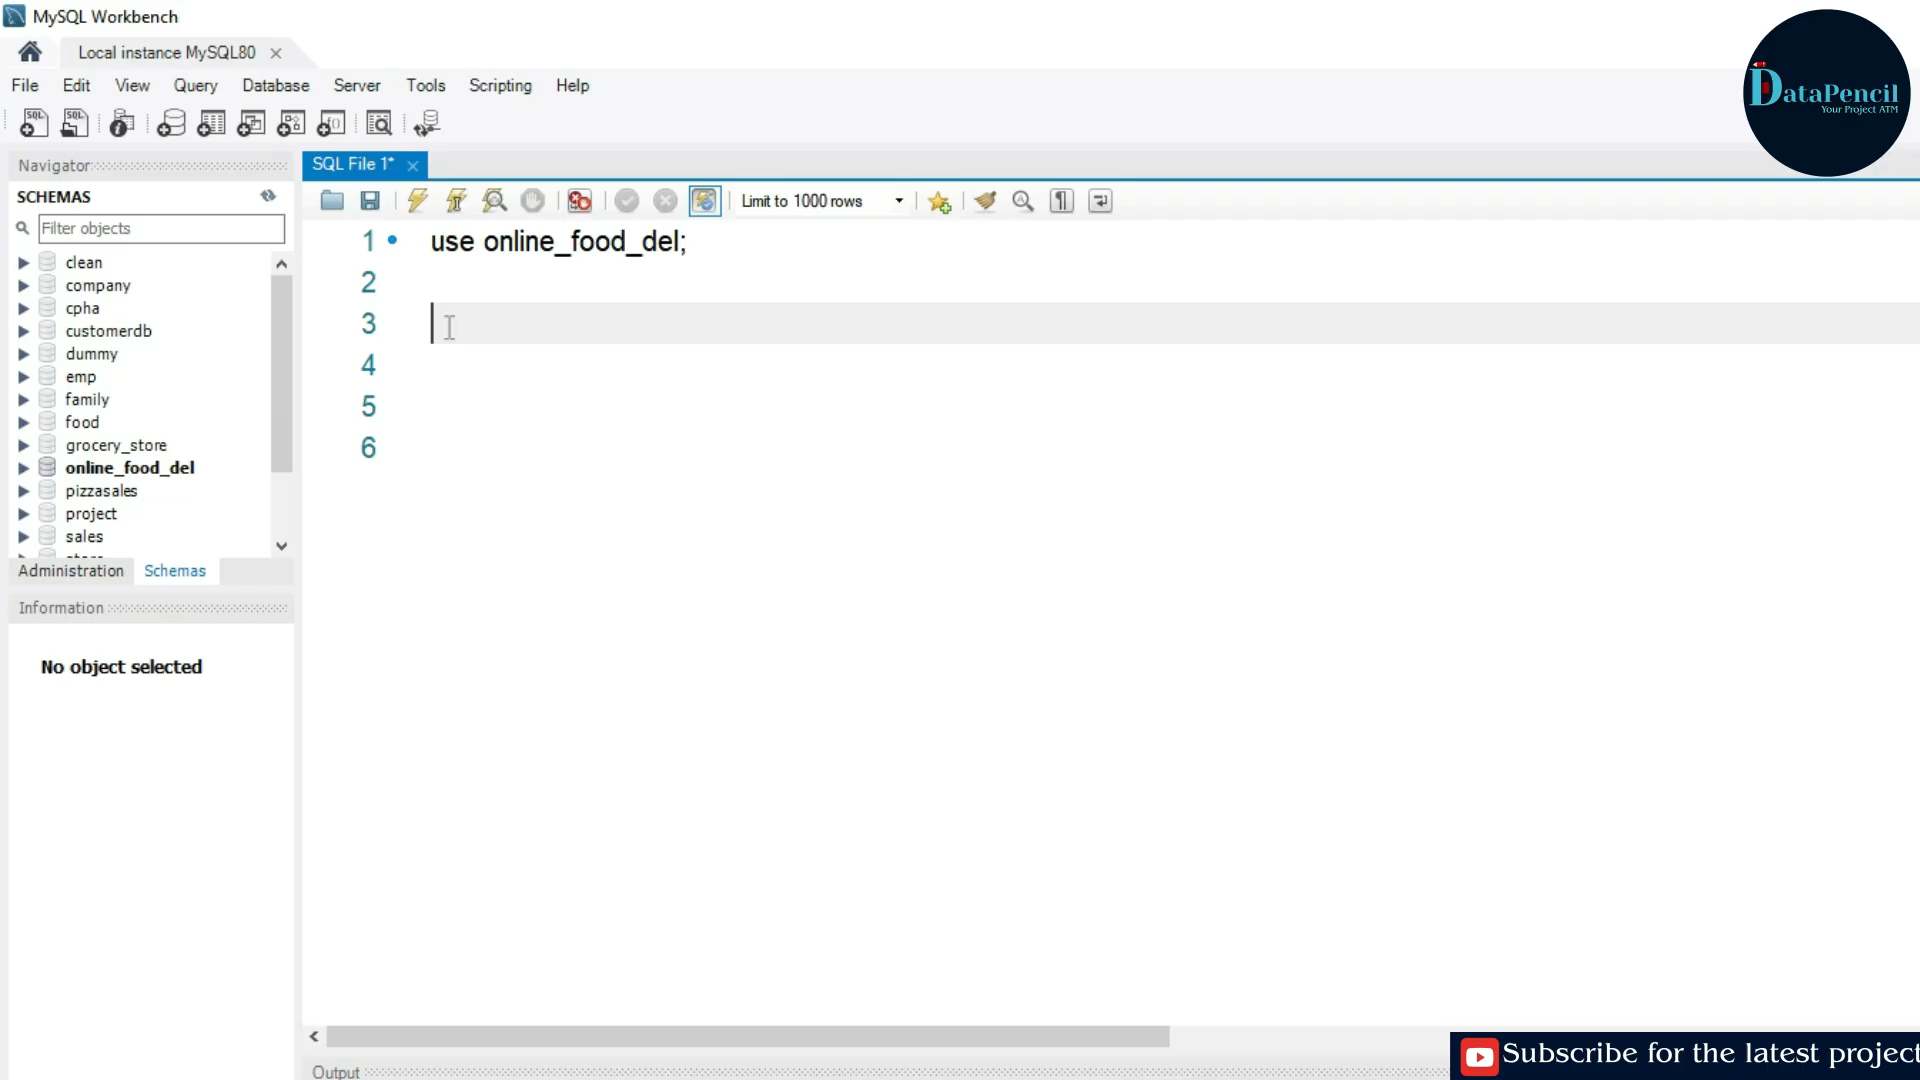 MySQL Workbench
Local instance MySQL80
File Edit View Query Database Server Tools Scripting Help
DataPencil
Your Project ATM
Navigator
SQL File 1*
SCHEMAS
Limit to 1000 rows
Filter objects
1 use online_food_del;
2
3
4
5
6
clean
company
cpha
customerdb
dummy
emp
family
food
grocery_store
online_food_del
pizzasales
project
sales
Administration Schemas
Information
No object selected
Output
Subscribe for the latest project